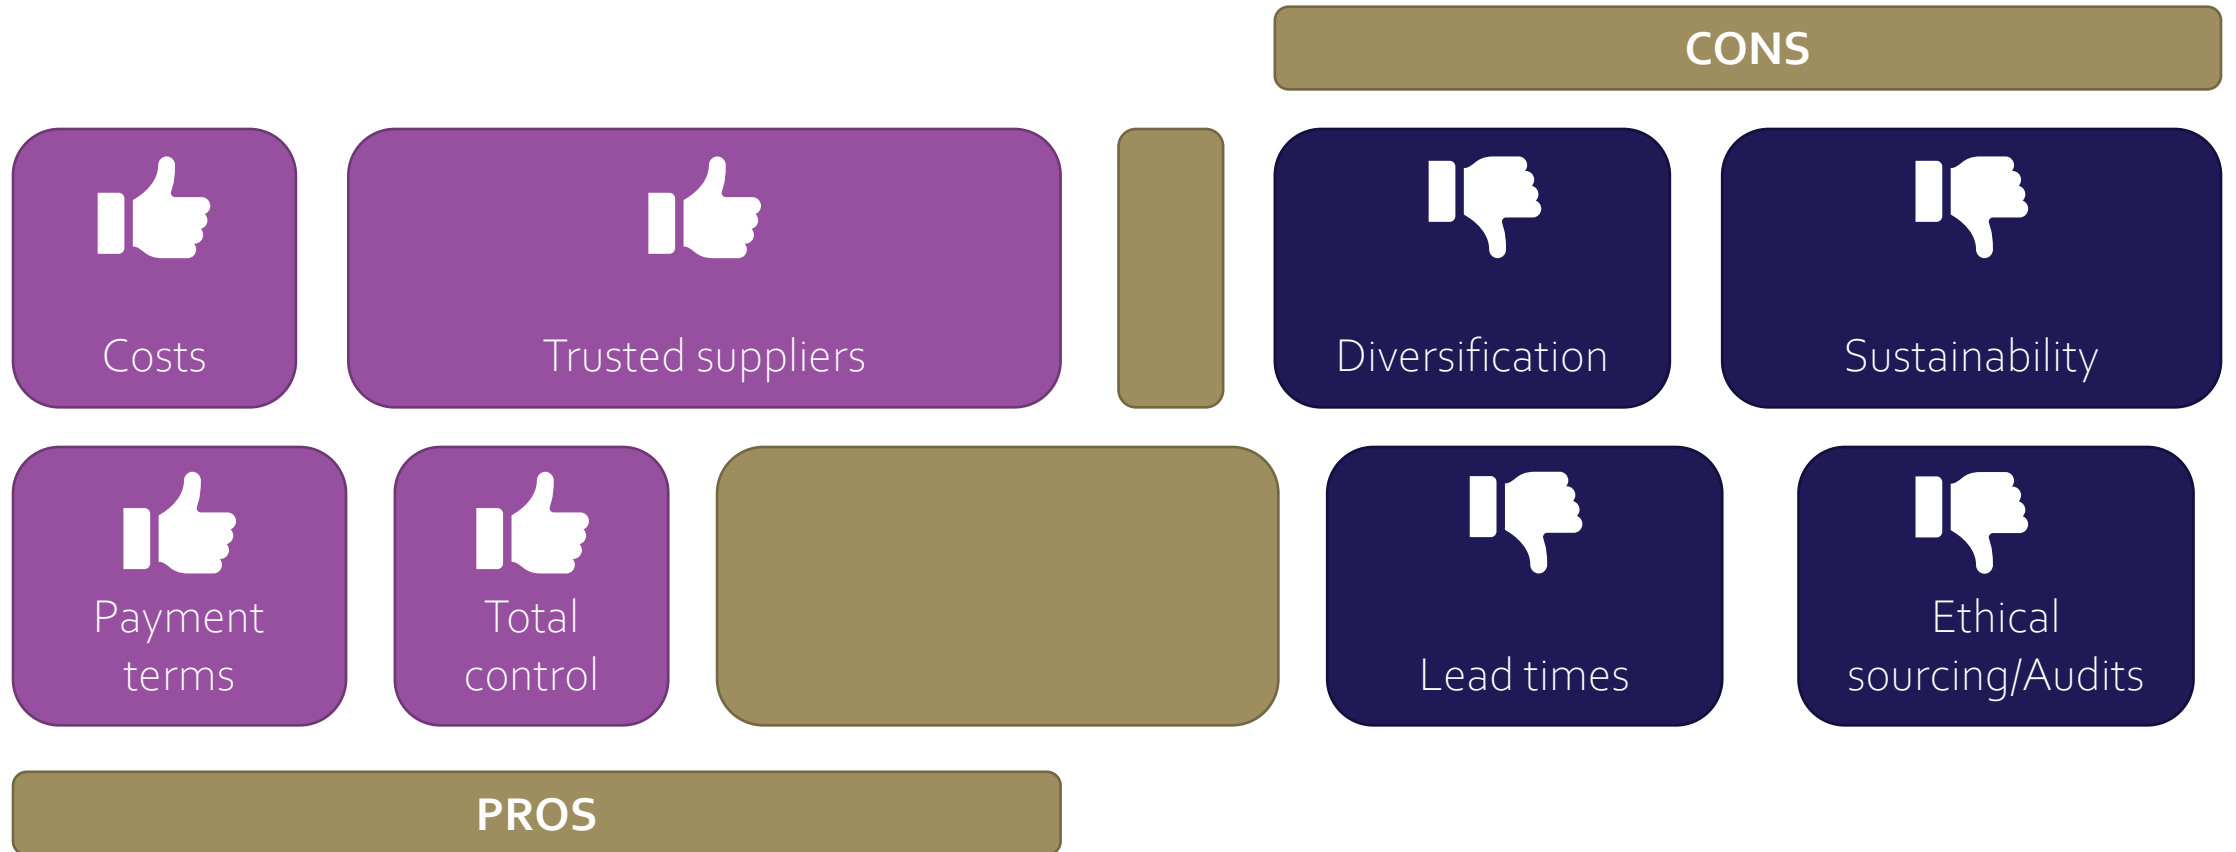 CONS
Costs
Trusted suppliers
Diversification
Sustainability
Payment
terms
Total
control
Lead times
Ethical
sourcing/Audits
PROS